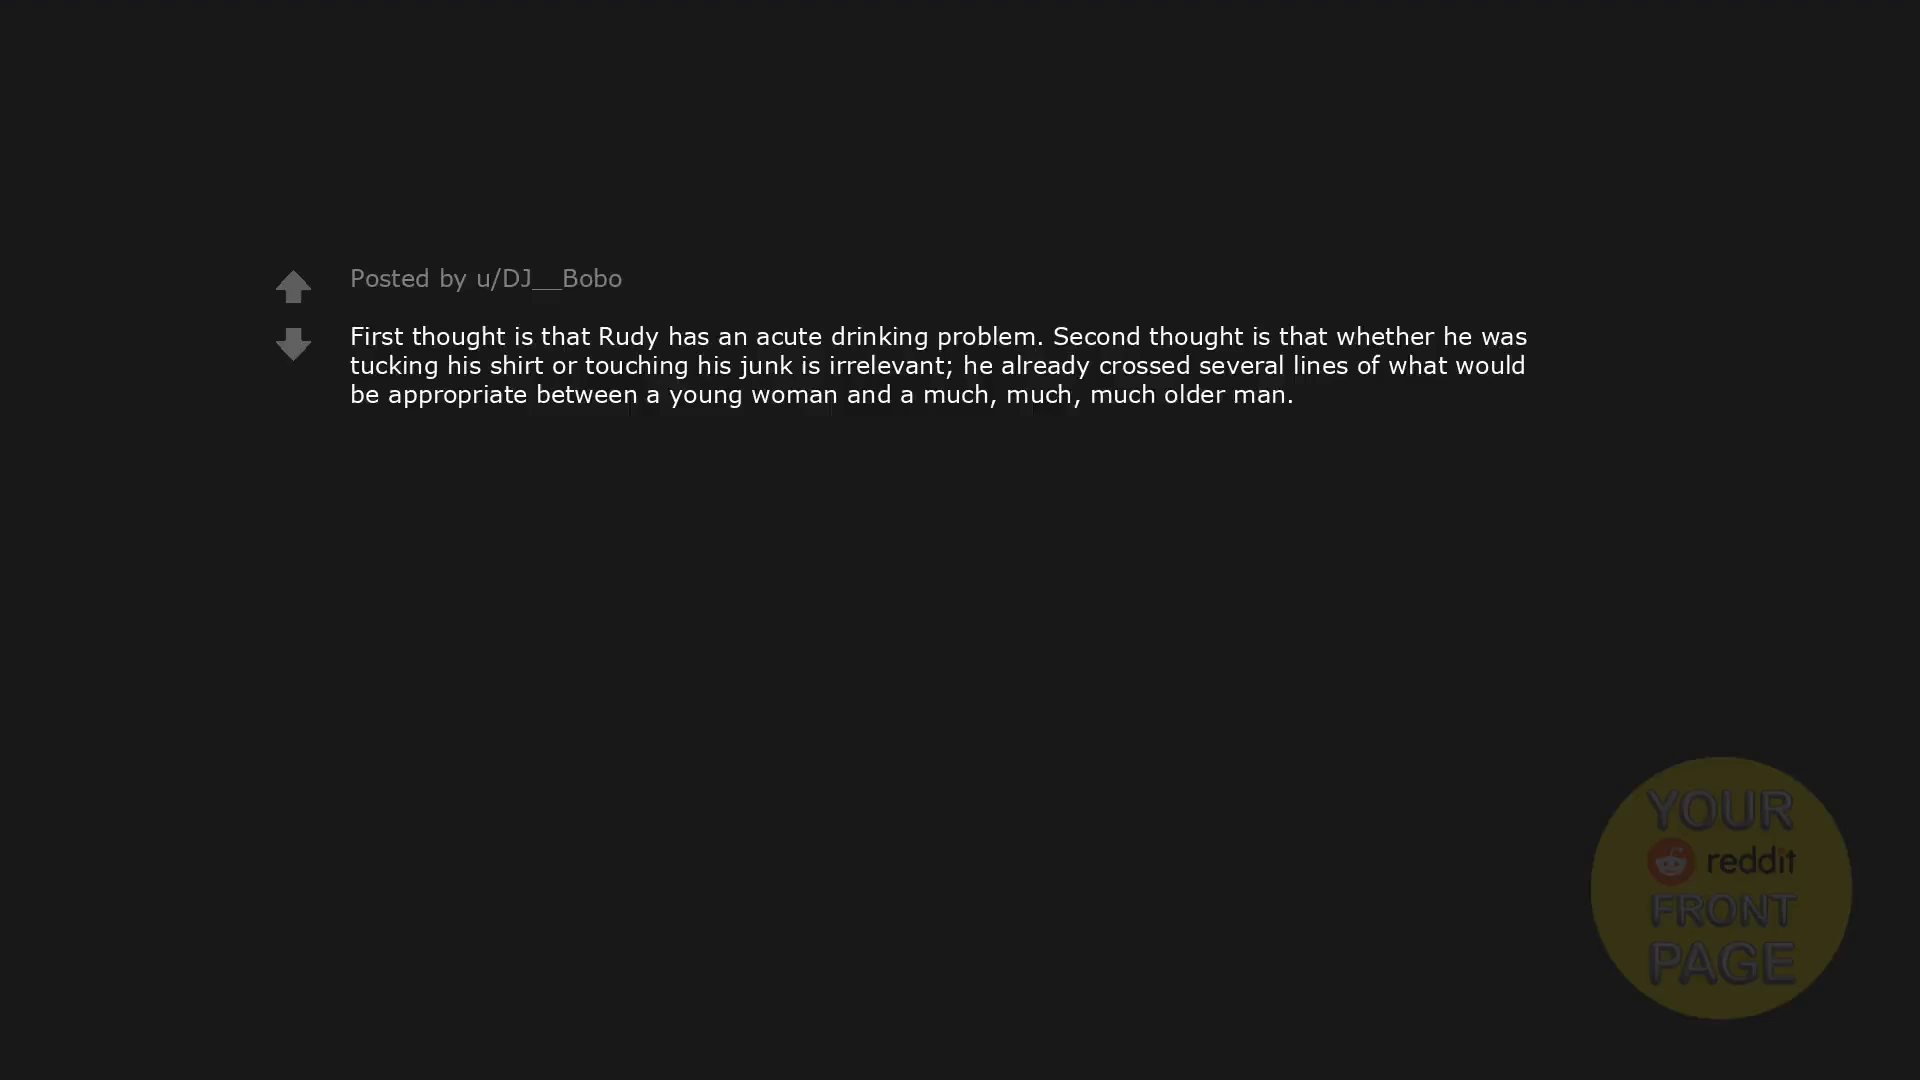 Posted by u/DJ__Bobo
First thought is that Rudy has an acute drinking problem. Second thought is that whether he was
tucking his shirt or touching his junk is irrelevant; he already crossed several lines of what would
be appropriate between a young woman and a much, much, much older man.
YOUR
reddit
FRONT
PAGE